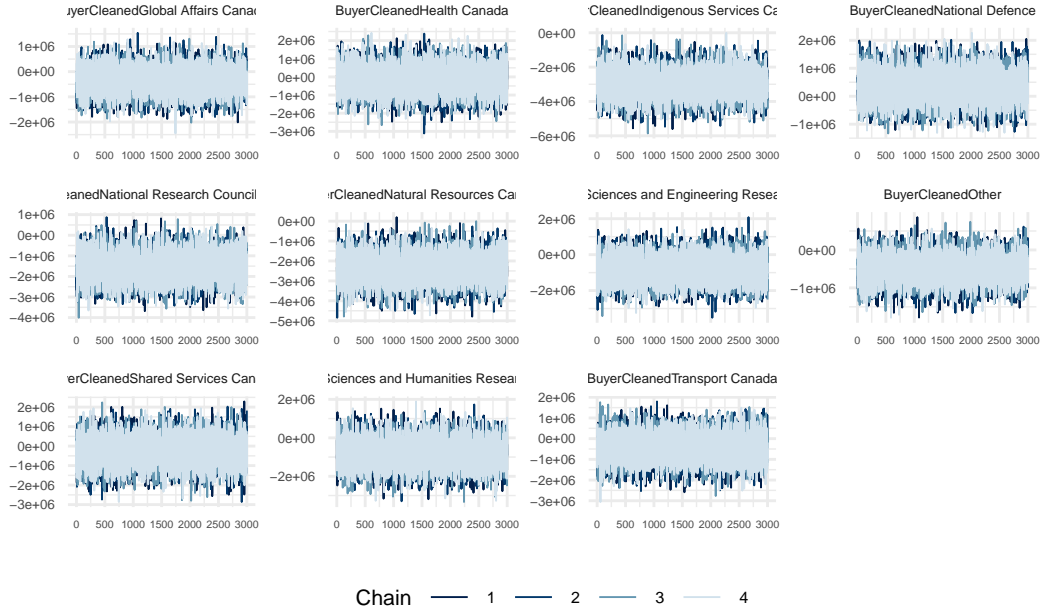 uyerCleanedGlobal Affairs Canad
1e+06
0e+00
−1e+06
−2e+06
0 500 1000 1500 2000 2500 3000
BuyerCleanedHealth Canada
2e+06
1e+06
0e+00
−1e+06
−2e+06
−3e+06
0 500 1000 1500 2000 2500 3000
rCleanedIndigenous Services Ca
0e+00
−2e+06
−4e+06
−6e+06
0 500 1000 1500 2000 2500 3000
BuyerCleanedNational Defence
2e+06
1e+06
0e+00
−1e+06
0 500 1000 1500 2000 2500 3000
eanedNational Research Council
1e+06
0e+00
−1e+06
−2e+06
−3e+06
−4e+06
0 500 1000 1500 2000 2500 3000
erCleanedNatural Resources Can
0e+00
−1e+06
−2e+06
−3e+06
−4e+06
−5e+06
0 500 1000 1500 2000 2500 3000
Sciences and Engineering Resea
2e+06
0e+00
−2e+06
0 500 1000 1500 2000 2500 3000
BuyerCleanedOther
0e+00
−1e+06
0 500 1000 1500 2000 2500 3000
erCleanedShared Services Can
2e+06
1e+06
0e+00
−1e+06
−2e+06
−3e+06
0 500 1000 1500 2000 2500 3000
Sciences and Humanities Resear
2e+06
0e+00
−2e+06
0 500 1000 1500 2000 2500 3000
BuyerCleanedTransport Canada
2e+06
1e+06
0e+00
−1e+06
−2e+06
−3e+06
0 500 1000 1500 2000 2500 3000
Chain 1 2 3 4